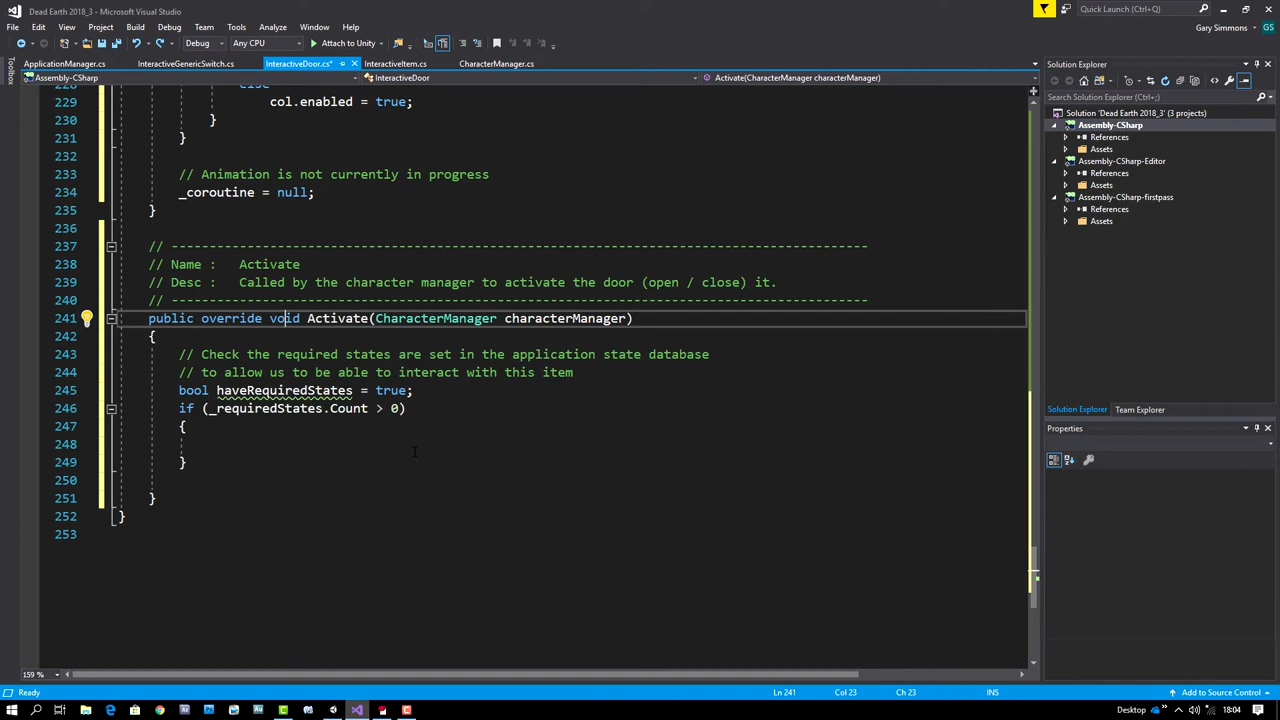 Dead Earth 2018_3 - Microsoft Visual Studio
Quick Launch (Ctrl+;)
File Edit View Project Build Debug Team Tools Analyze Window Help
Gary Simmons GS
Debug Any CPU Attach to Unity
Toolbox
ApplicationManager.cs InteractiveGenericSwitch.cs InteractiveDoor.cs* InteractiveItem.cs CharacterManager.cs
Assembly-CSharp InteractiveDoor Activate(CharacterManager characterManager)
228 else
229 col.enabled = true;
230 }
231 }
232
233 // Animation is not currently in progress
234 _coroutine = null;
235 }
236
237 // ------------------------------------------------------------------------------------------
238 // Name : Activate
239 // Desc : Called by the character manager to activate the door (open / close) it.
240 // ------------------------------------------------------------------------------------------
241 public override void Activate(CharacterManager characterManager)
242 {
243 // Check the required states are set in the application state database
244 // to allow us to be able to interact with this item
245 bool haveRequiredStates = true;
246 if (_requiredStates.Count > 0)
247 {
248
249 }
250
251 }
252 }
253
159 %
Solution Explorer
Search Solution Explorer (Ctrl+;)
Solution 'Dead Earth 2018_3' (3 projects)
Assembly-CSharp
References
Assets
Assembly-CSharp-Editor
References
Assets
Assembly-CSharp-firstpass
References
Assets
Solution Explorer Team Explorer
Properties
Ready Ln 241 Col 23 Ch 23 INS Add to Source Control
Desktop 18:04